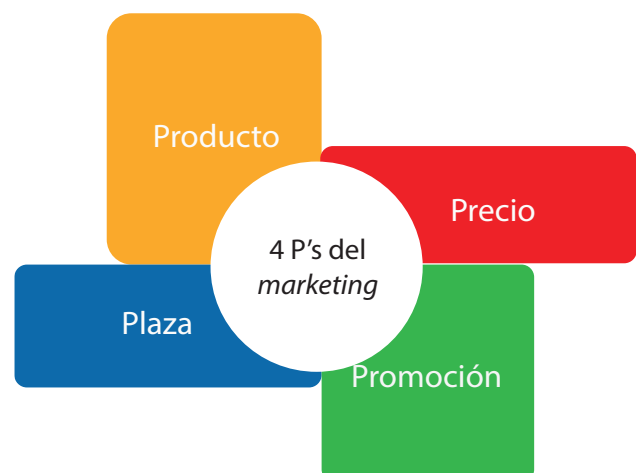 Producto
Precio
4 P's del
marketing
Plaza
Promoción